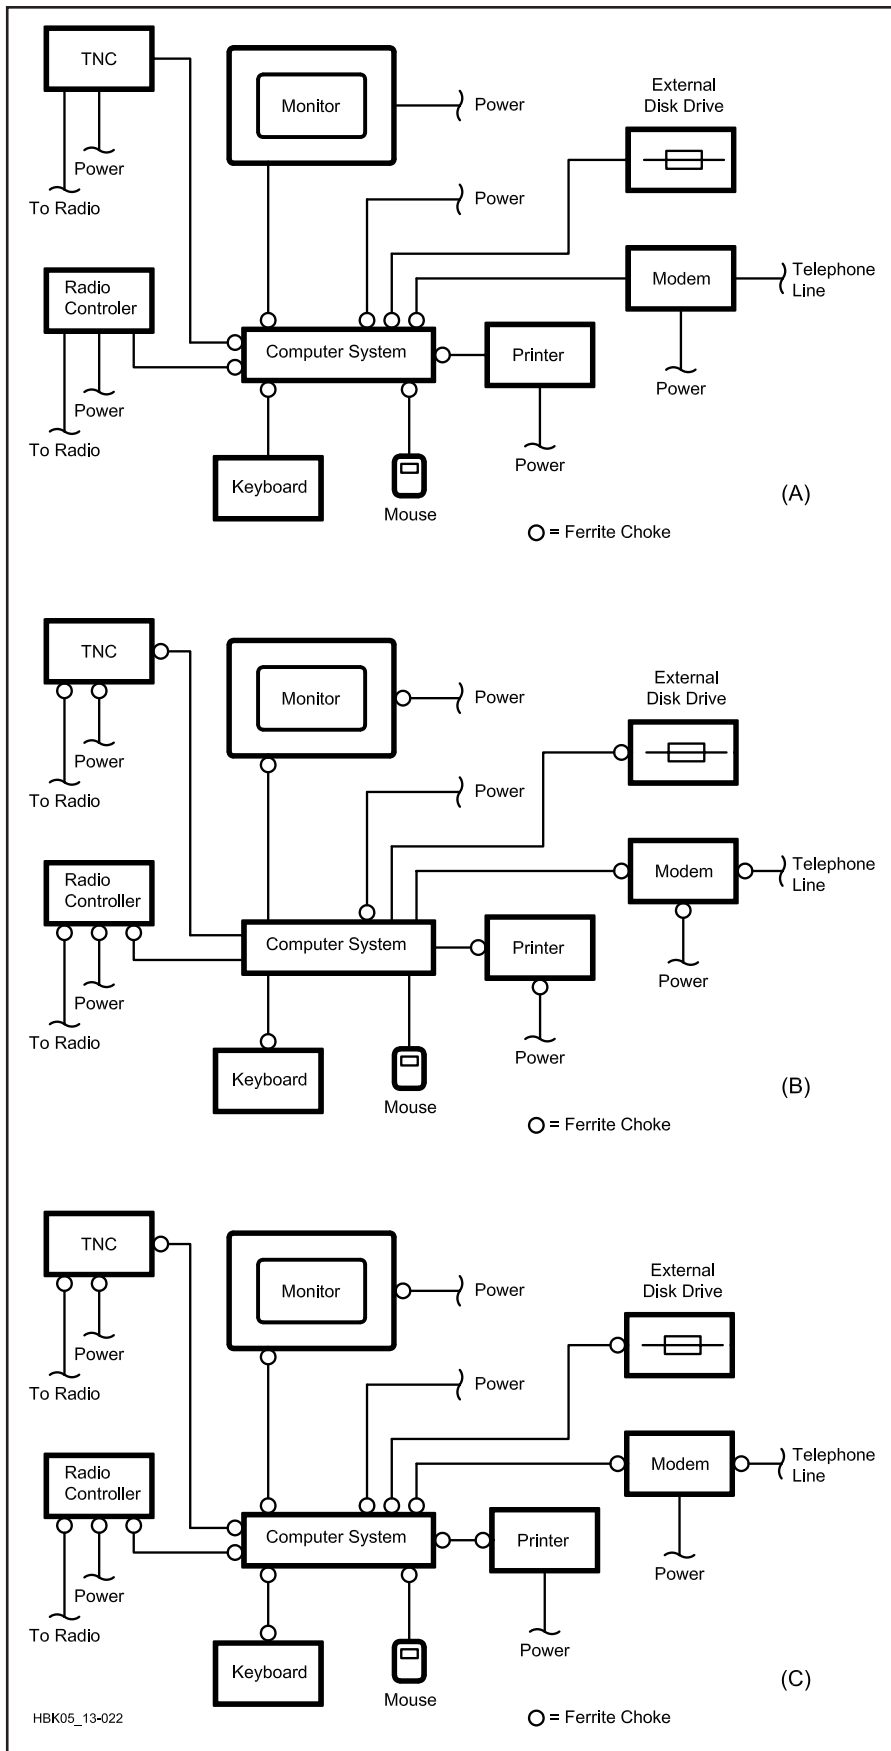 TNC
Monitor
Power
External
Disk Drive
Power
Power
To Radio
Radio
Controler
Modem
Telephone
Line
Computer System
Printer
Power
Power
To Radio
Power
Keyboard
Mouse
(A)
= Ferrite Choke
TNC
Monitor
Power
External
Disk Drive
Power
Power
To Radio
Radio
Controller
Modem
Telephone
Line
Computer System
Printer
Power
Power
To Radio
Power
Keyboard
Mouse
(B)
= Ferrite Choke
TNC
Monitor
Power
External
Disk Drive
Power
Power
To Radio
Radio
Controller
Modem
Telephone
Line
Computer System
Printer
Power
Power
To Radio
Power
Keyboard
Mouse
(C)
HBK05_13-022
= Ferrite Choke